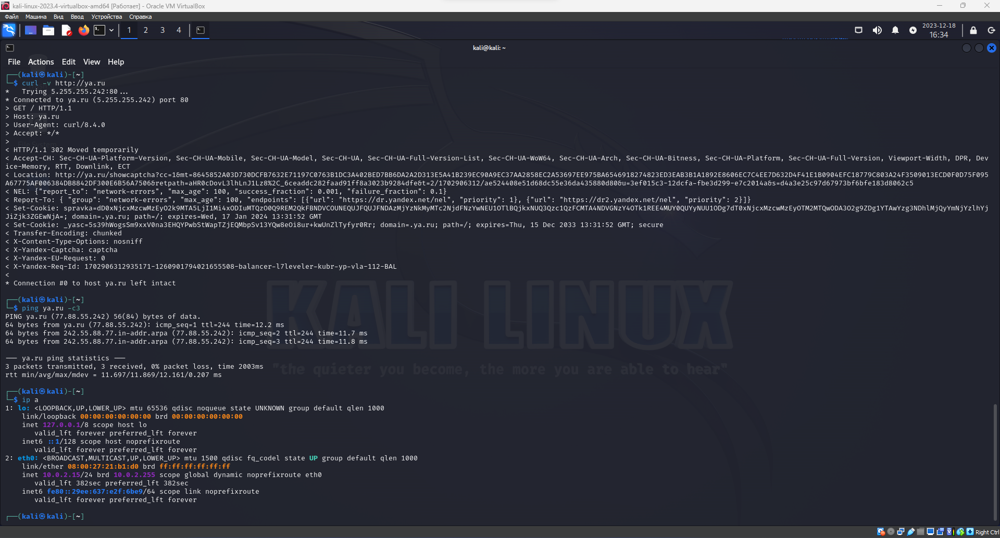 kali-linux-2023.4-virtualbox-amd64 [Работает] - Oracle VM VirtualBox
Файл Машина Вид Ввод Устройства Справка
1 2 3 4
2023-12-18
16:34
kali@kali: ~
File Actions Edit View Help
┌──(kali㉿kali)-[~]
└─$ curl -v http://ya.ru
*   Trying 5.255.255.242:80...
* Connected to ya.ru (5.255.255.242) port 80
> GET / HTTP/1.1
> Host: ya.ru
> User-Agent: curl/8.4.0
> Accept: */*
>
File System
< HTTP/1.1 302 Moved temporarily
< Accept-CH: Sec-CH-UA-Platform-Version, Sec-CH-UA-Mobile, Sec-CH-UA-Model, Sec-CH-UA, Sec-CH-UA-Full-Version-List, Sec-CH-UA-WoW64, Sec-CH-UA-Arch, Sec-CH-UA-Bitness, Sec-CH-UA-Platform, Sec-CH-UA-Full-Version, Viewport-Width, DPR, Dev
ice-Memory, RTT, Downlink, ECT
< Location: http://ya.ru/showcaptcha?cc=1&mt=8645852A03D730DCFB7632E71197C0763B1DC3A402BED7BB6DA2A2D313E5A41B239EC90A9EC37AA2858EC2A53697EE975BA6546918274823ED3EAB3B1A1892E8606EC7C4EE7D632D4F41E1B0904EFC18779C803A24F3509013ECD0F0D75F095
A67775AF006384DB8842DF300E6B56A7506&retpath=aHR0cDovL3lhLnJ1Lz8%2C_6ceaddc282faad91ff8a3023b9284dfe&t=2/1702906312/ae524408e51d68dc55e36da435880d80&u=3ef015c3-12dcfa-fbe3d299-e7c2014a&s=d4a3e25c97d67973bf6bfe183d8062c5
< NEL: {"report_to": "network-errors", "max_age": 100, "success_fraction": 0.001, "failure_fraction": 0.1}
< Report-To: { "group": "network-errors", "max_age": 100, "endpoints": [{"url": "https://dr.yandex.net/nel", "priority": 1}, {"url": "https://dr2.yandex.net/nel", "priority": 2}]}
< Set-Cookie: spravka=dD0xNjcxMzcwMzEyO2k9MTA5LjI1Mi4xODIuMTQzO0Q9REM2QkFBNDVCOUNEQUJFQUJFNDAzMjYzNkMyMTc2NjdFNzYwNEU1OTlBQjkxNUQ3Qzc1QzFCMTA4NDVGNzY4OTk1REE4MUY0QUYyNUU1ODg7dT0xNjcxMzcwMzEyOTM2MTQwODA3O2g9ZDg1YTAwYzg3NDhlMjQyYmNjYzlhYj
JiZjk3ZGEwNjA=; domain=.ya.ru; path=/; expires=Wed, 17 Jan 2024 13:31:52 GMT
< Set-Cookie: _yasc=5s39hWogsSm9xxV0na3EHQYPwbStWapTZjEQMbpSv13YQw8eOi8ur+kwUnZlTyfyr0Rr; domain=.ya.ru; path=/; expires=Thu, 15 Dec 2033 13:31:52 GMT; secure
< Transfer-Encoding: chunked
< X-Content-Type-Options: nosniff
< X-Yandex-Captcha: captcha
< X-Yandex-EU-Request: 0
< X-Yandex-Req-Id: 1702906312935171-1260901794021655508-balancer-l7leveler-kubr-yp-vla-112-BAL
<
* Connection #0 to host ya.ru left intact
┌──(kali㉿kali)-[~]
└─$ ping ya.ru -c3
PING ya.ru (77.88.55.242) 56(84) bytes of data.
64 bytes from ya.ru (77.88.55.242): icmp_seq=1 ttl=244 time=12.2 ms
64 bytes from 242.55.88.77.in-addr.arpa (77.88.55.242): icmp_seq=2 ttl=244 time=11.7 ms
64 bytes from 242.55.88.77.in-addr.arpa (77.88.55.242): icmp_seq=3 ttl=244 time=11.8 ms
KALI LINUX
--- ya.ru ping statistics ---
3 packets transmitted, 3 received, 0% packet loss, time 2003ms
"the quieter you become, the more you are able to hear"
rtt min/avg/max/mdev = 11.697/11.869/12.161/0.207 ms
┌──(kali㉿kali)-[~]
└─$ ip a
1: lo: <LOOPBACK,UP,LOWER_UP> mtu 65536 qdisc noqueue state UNKNOWN group default qlen 1000
    link/loopback 00:00:00:00:00:00 brd 00:00:00:00:00:00
    inet 127.0.0.1/8 scope host lo
       valid_lft forever preferred_lft forever
    inet6 ::1/128 scope host noprefixroute
       valid_lft forever preferred_lft forever
2: eth0: <BROADCAST,MULTICAST,UP,LOWER_UP> mtu 1500 qdisc fq_codel state UP group default qlen 1000
    link/ether 08:00:27:21:b1:d0 brd ff:ff:ff:ff:ff:ff
    inet 10.0.2.15/24 brd 10.0.2.255 scope global dynamic noprefixroute eth0
       valid_lft 382sec preferred_lft 382sec
    inet6 fe80::29ee:637:e2f:6be9/64 scope link noprefixroute
       valid_lft forever preferred_lft forever
┌──(kali㉿kali)-[~]
Right Ctrl